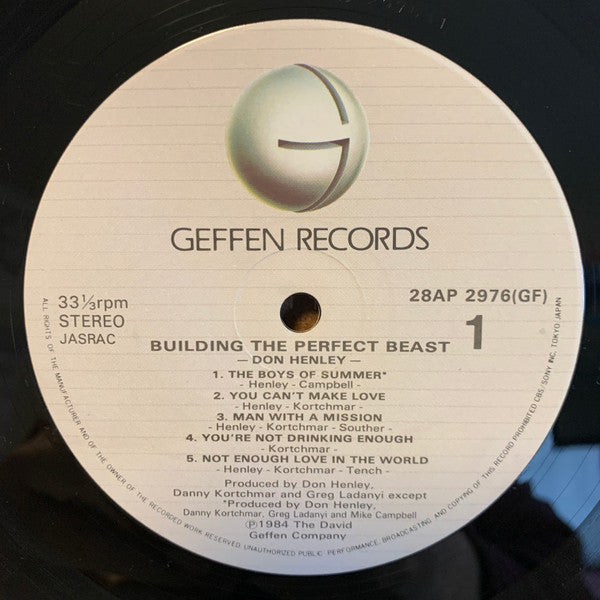 G
GEFFEN RECORDS
33⅓rpm
STEREO
JASRAC
28AP 2976(GF)
1
BUILDING THE PERFECT BEAST
— DON HENLEY —
1. THE BOYS OF SUMMER*
- Henley - Campbell -
2. YOU CAN'T MAKE LOVE
- Henley - Kortchmar -
3. MAN WITH A MISSION
- Henley - Kortchmar - Souther -
4. YOU'RE NOT DRINKING ENOUGH
- Kortchmar -
5. NOT ENOUGH LOVE IN THE WORLD
- Henley - Kortchmar - Tench -
Produced by Don Henley,
Danny Kortchmar and Greg Ladanyi except
*Produced by Don Henley,
Danny Kortchmar, Greg Ladanyi and Mike Campbell
Ⓟ1984 The David
Geffen Company
ALL RIGHTS OF THE MANUFACTURER AND OF THE OWNER OF THE RECORDED WORK RESERVED. UNAUTHORIZED PUBLIC PERFORMANCE, BROADCASTING AND COPYING OF THIS RECORD PROHIBITED CBS/SONY INC. TOKYO JAPAN